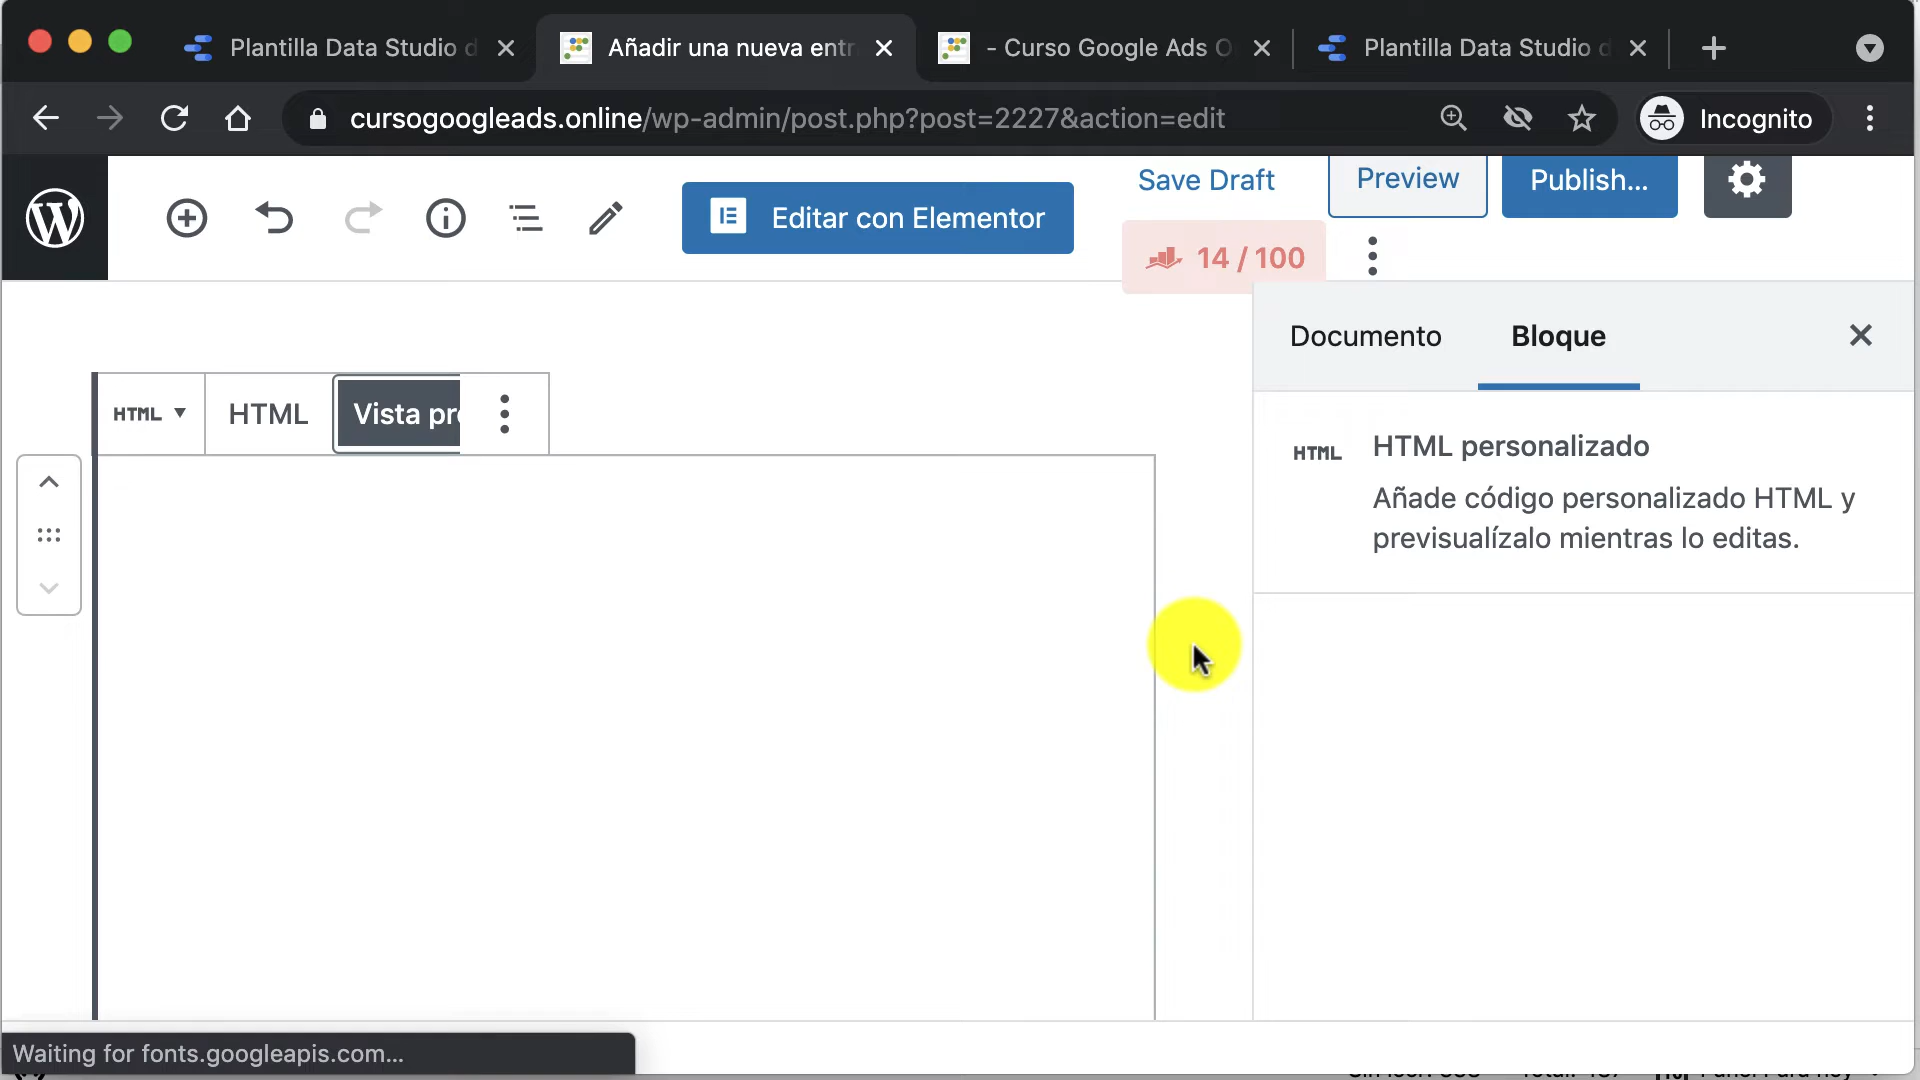 Plantilla Data Studio d
Añadir una nueva entr
- Curso Google Ads O
Plantilla Data Studio d
cursogoogleads.online/wp-admin/post.php?post=2227&action=edit
Incognito
Editar con Elementor
Save Draft
Preview
Publish...
14 / 100
Documento
Bloque
HTML
HTML
Vista pre
HTML
HTML personalizado
Añade código personalizado HTML y
previsualízalo mientras lo editas.
Waiting for fonts.googleapis.com...